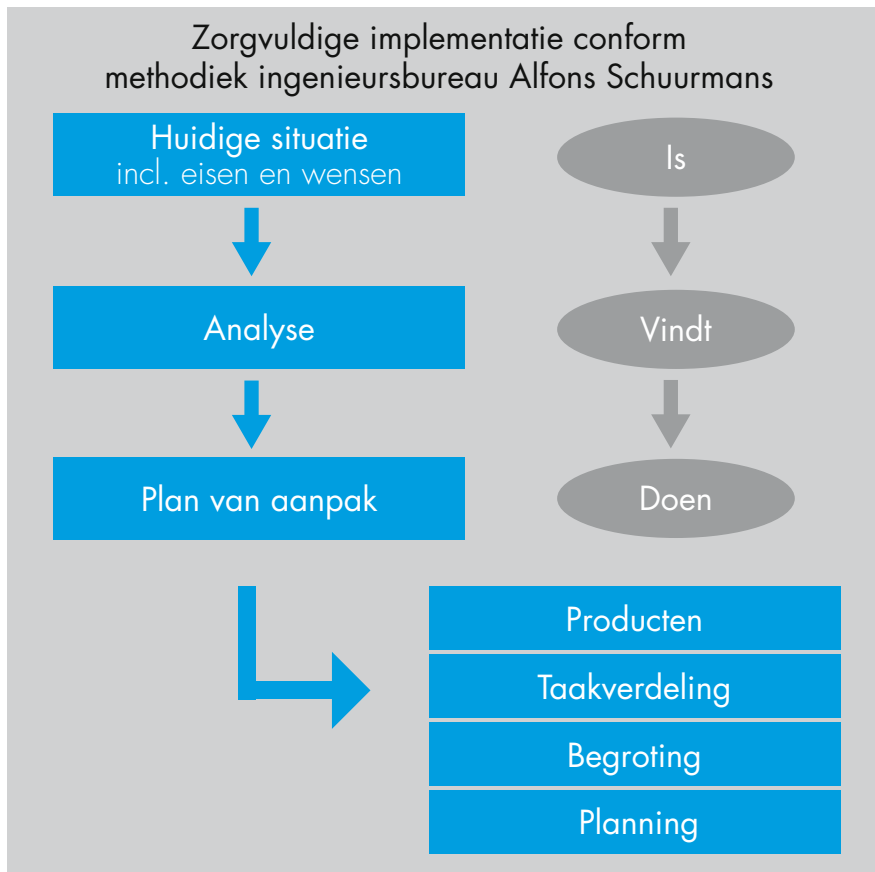 Zorgvuldige implementatie conform
methodiek ingenieursbureau Alfons Schuurmans
Huidige situatie
incl. eisen en wensen
Is
Analyse
Vindt
Plan van aanpak
Doen
Producten
Taakverdeling
Begroting
Planning